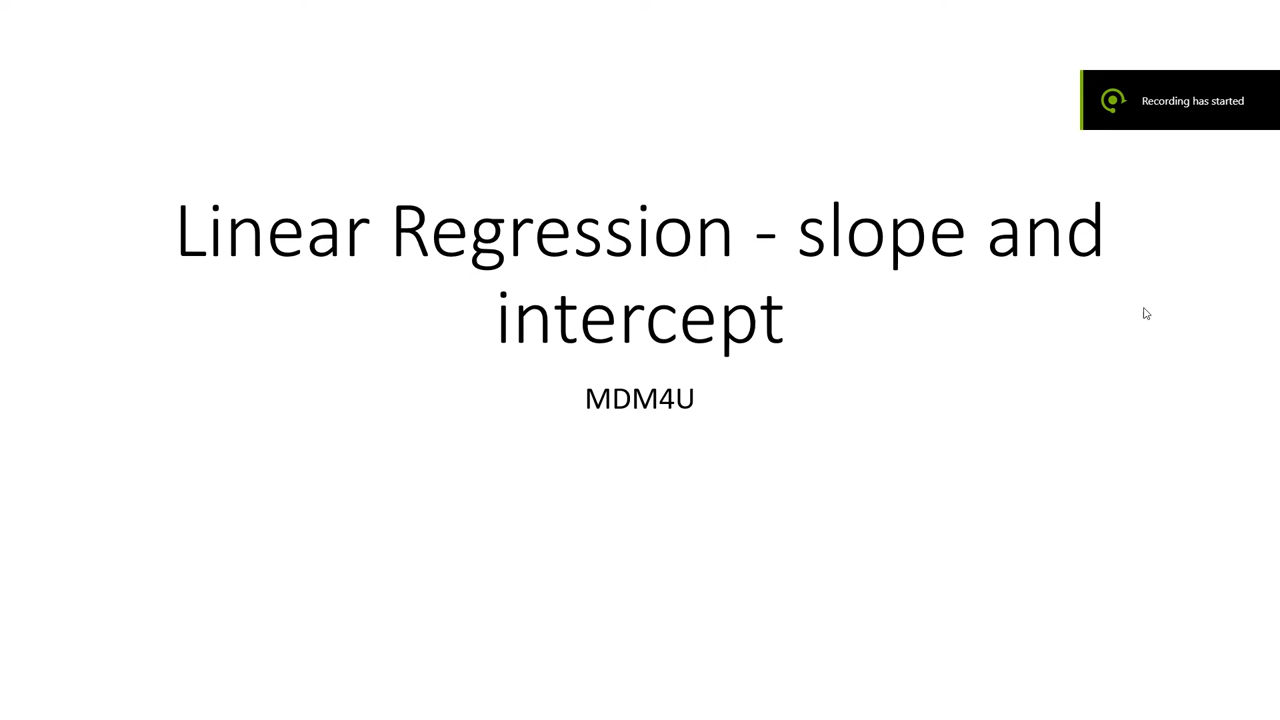 Recording has started
Linear Regression - slope and
intercept
MDM4U